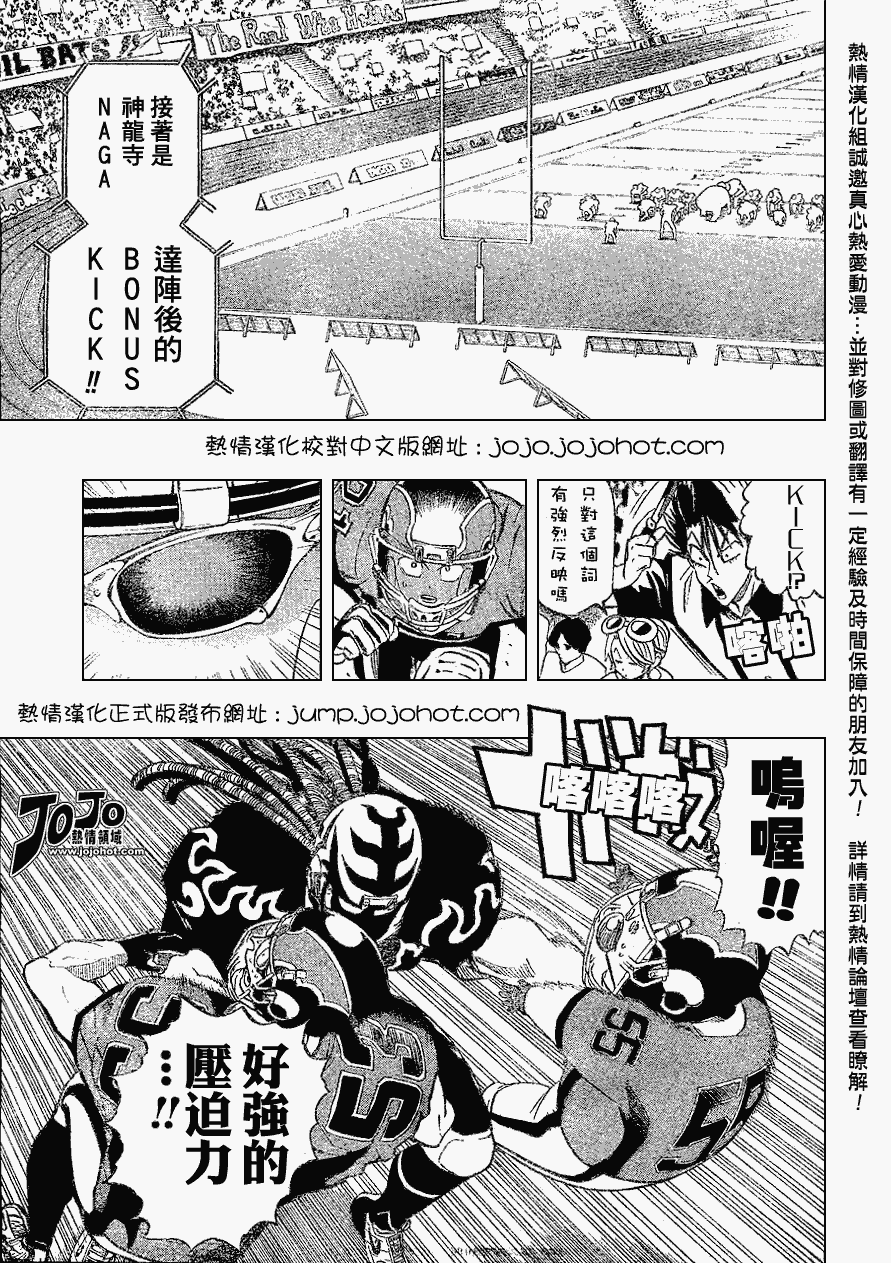 The Real Wise Men
IL BATS!!
接著是
神龍寺
NAGA
達陣後的
BONUS
KICK!!
熱情漢化校對中文版網址：jojo.jojohot.com
KICK!?
喀啪
只對這個詞
有強烈反映嗎
熱情漢化正式版發布網址：jump.jojohot.com
嗚喔!!
喀喀喀
JOJO
熱情領域
www.jojohot.com
55
好強的
壓迫力
…!!
熱情漢化組誠邀真心熱愛動漫…並對修圖或翻譯有一定經驗及時間保障的朋友加入！ 詳情請到熱情論壇查看瞭解！